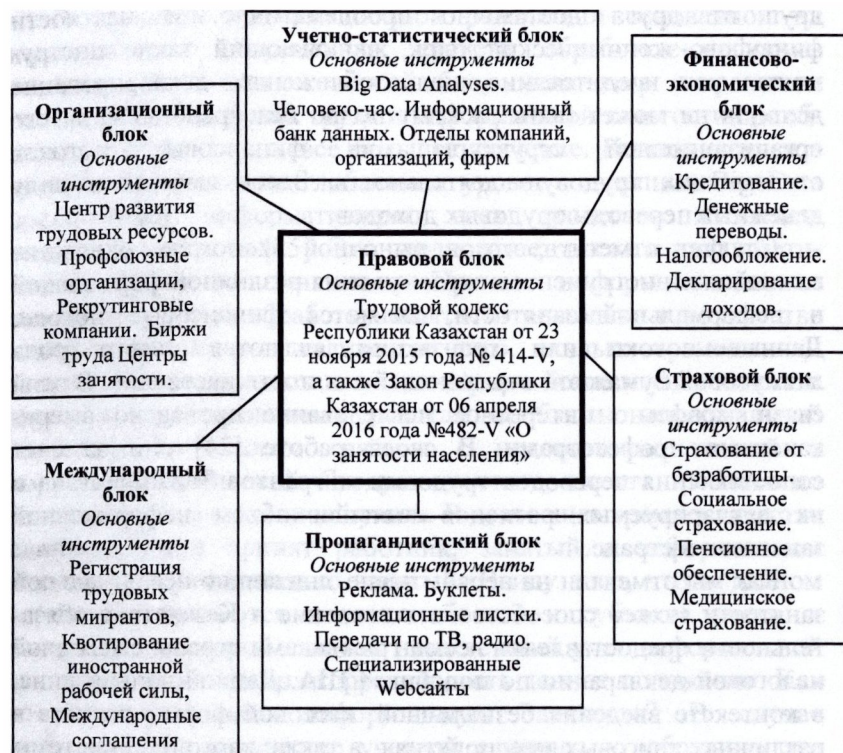 Учетно-статистический блок
Основные инструменты
Big Data Analyses.
Человеко-час. Информационный
банк данных. Отделы компаний,
организаций, фирм
Финансово-
экономический
блок
Основные
инструменты
Кредитование.
Денежные
переводы.
Налогообложение.
Декларирование
доходов.
Организационный
блок
Основные
инструменты
Центр развития
трудовых ресурсов.
Профсоюзные
организации,
Рекрутинговые
компании. Биржи
труда Центры
занятости.
Правовой блок
Основные инструменты
Трудовой кодекс
Республики Казахстан от 23
ноября 2015 года № 414-V,
а также Закон Республики
Казахстан от 06 апреля
2016 года №482-V «О
занятости населения»
Страховой блок
Основные
инструменты
Страхование от
безработицы.
Социальное
страхование.
Пенсионное
обеспечение.
Медицинское
страхование.
Международный
блок
Основные
инструменты
Регистрация
трудовых
мигрантов,
Квотирование
иностранной
рабочей силы,
Международные
соглашения
Пропагандистский блок
Основные инструменты
Реклама. Буклеты.
Информационные листки.
Передачи по ТВ, радио.
Специализированные
Webсайты